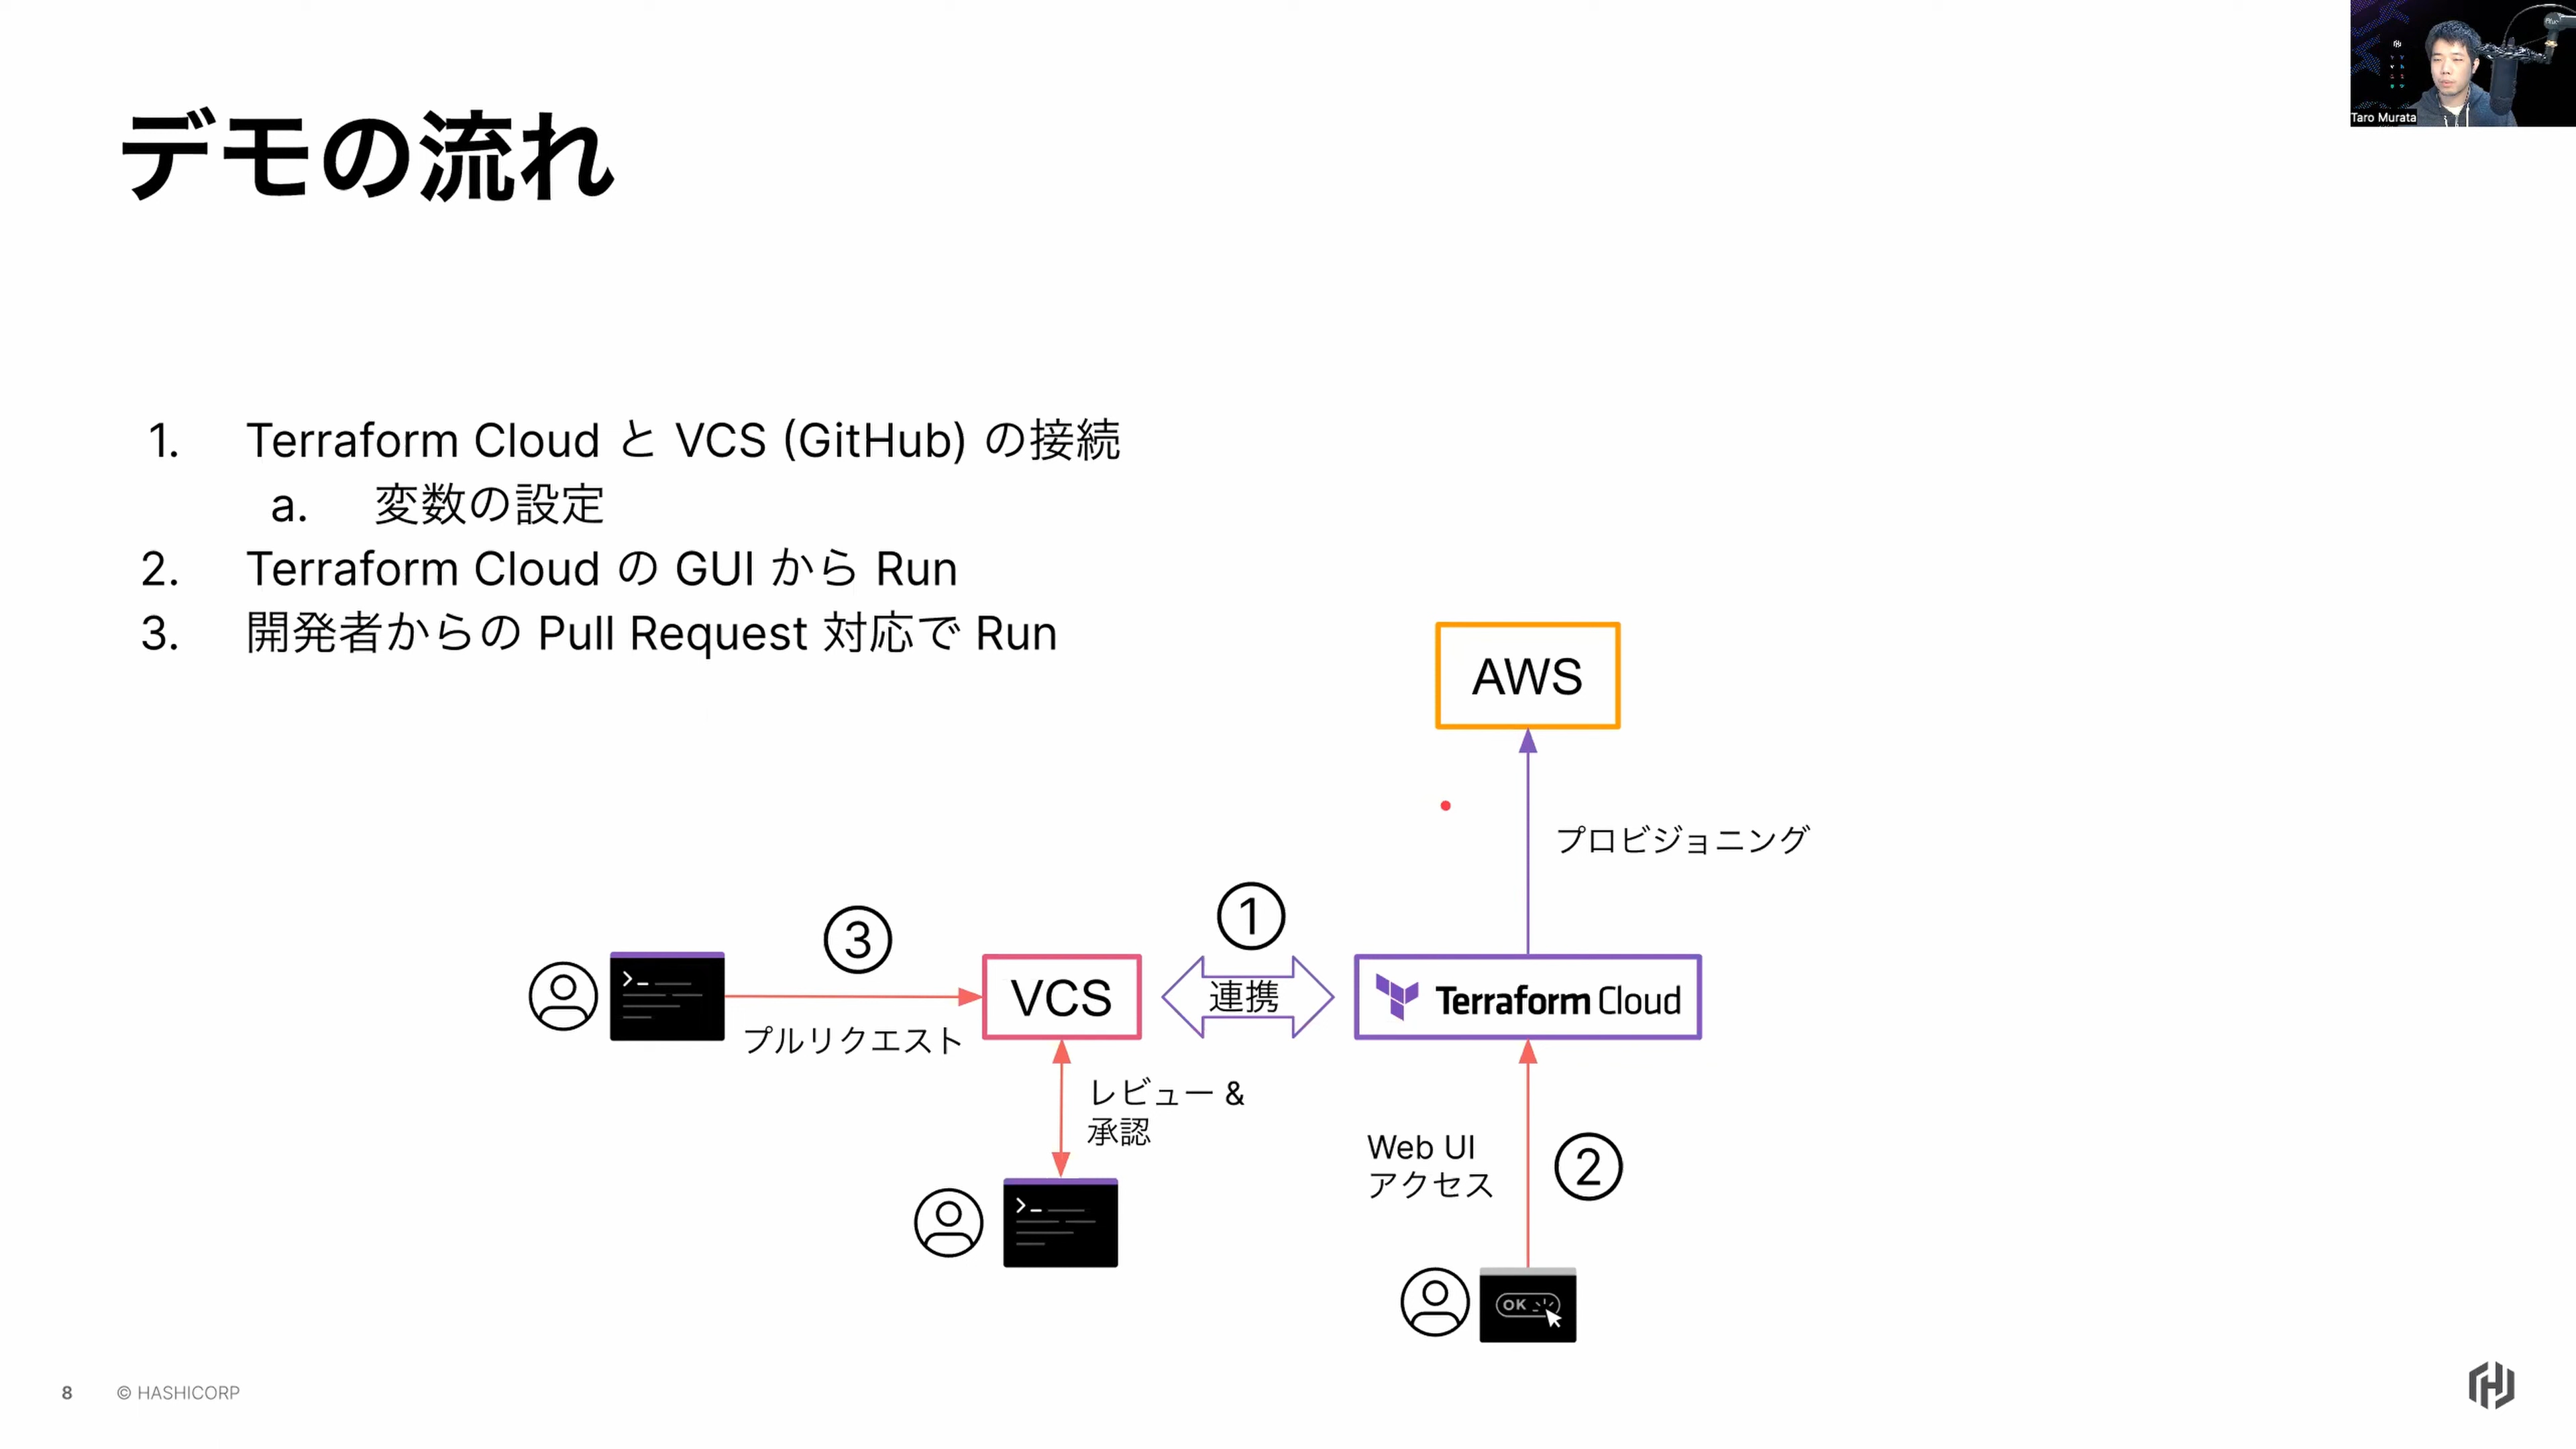 Taro Murata
デモの流れ
1. Terraform Cloud と VCS (GitHub) の接続
a. 変数の設定
2. Terraform Cloud の GUI から Run
3. 開発者からの Pull Request 対応で Run
AWS
プロビジョニング
③
①
VCS
連携
Terraform Cloud
プルリクエスト
レビュー &
承認
Web UI
アクセス
②
OK
8 © HASHICORP